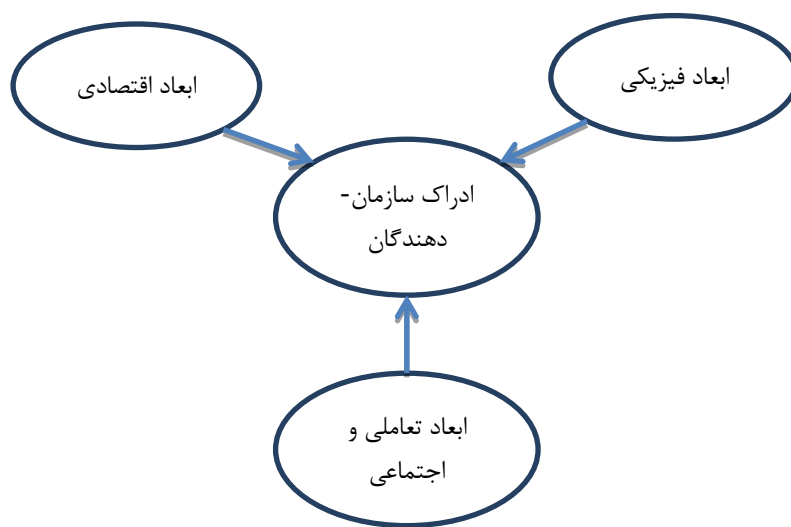 ابعاد فیزیکی
ابعاد اقتصادی
ادراک سازمان-
دهندگان
ابعاد تعاملی و
اجتماعی